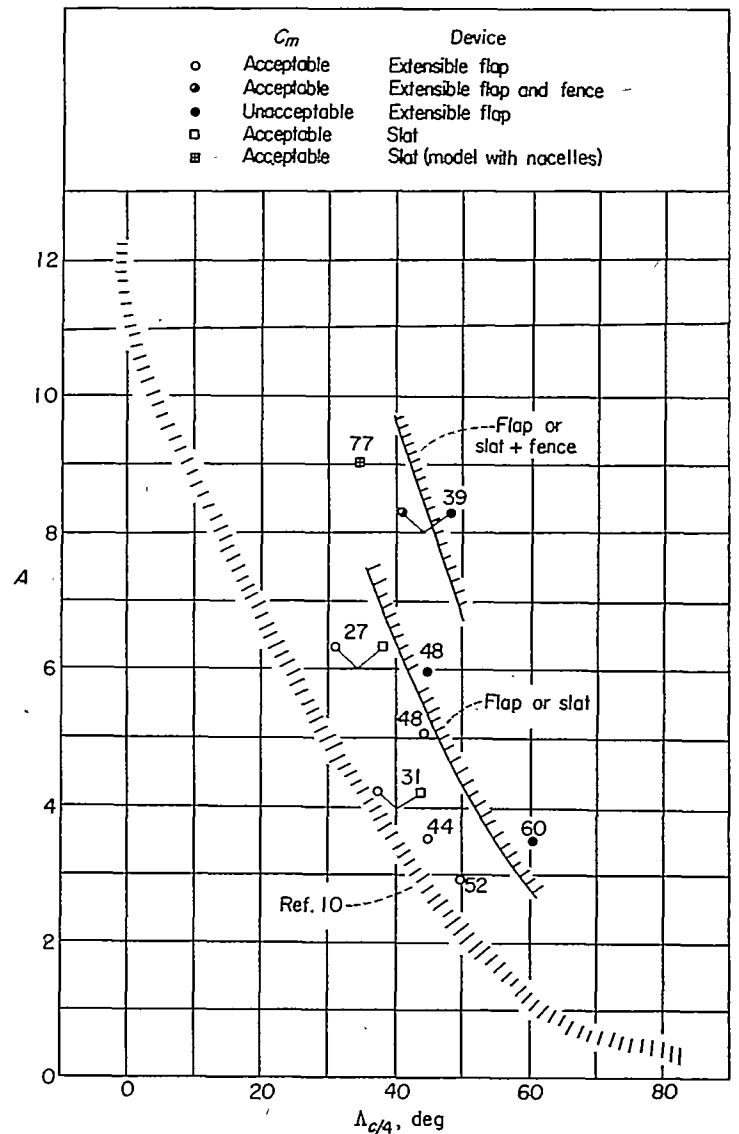 Cm Device
Acceptable Extensible flap
Acceptable Extensible flap and fence
Unacceptable Extensible flap
Acceptable Slat
Acceptable Slat (model with nacelles)
12
10
Flap or
slat + fence
77
39
8
A
27
48
6
Flap or slat
48
31
4
44
60
52
Ref. 10
2
0
0 20 40 60 80
Λc/4, deg